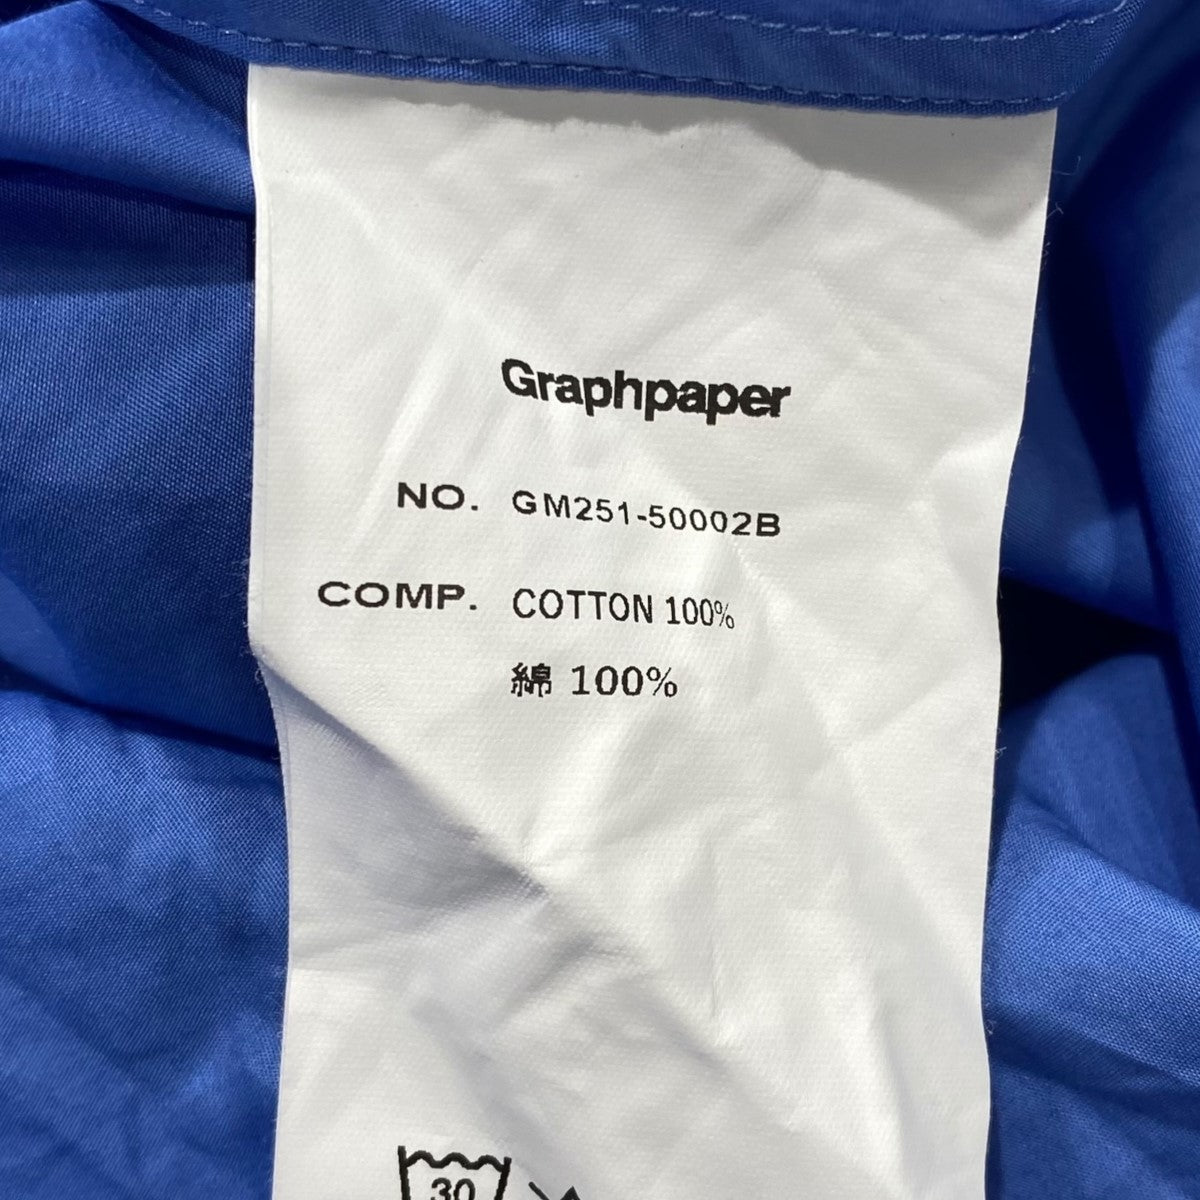 Graphpaper
NO. GM251-50002B
COMP. COTTON 100%
綿 100%
30